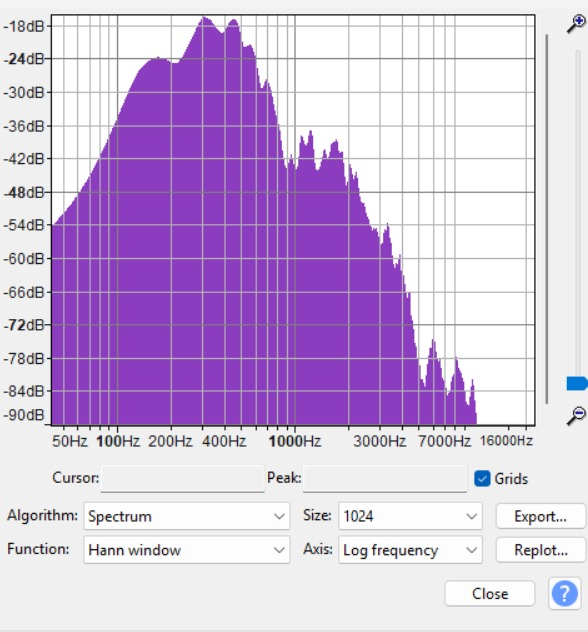 -18dB
-24dB
-30dB
-36dB
-42dB
-48dB
-54dB
-60dB
-66dB
-72dB
-78dB
-84dB
-90dB
50Hz 100Hz 200Hz 400Hz 1000Hz 3000Hz 7000Hz 16000Hz
Cursor: Peak: Grids
Algorithm: Spectrum Size: 1024 Export...
Function: Hann window Axis: Log frequency Replot...
Close ?